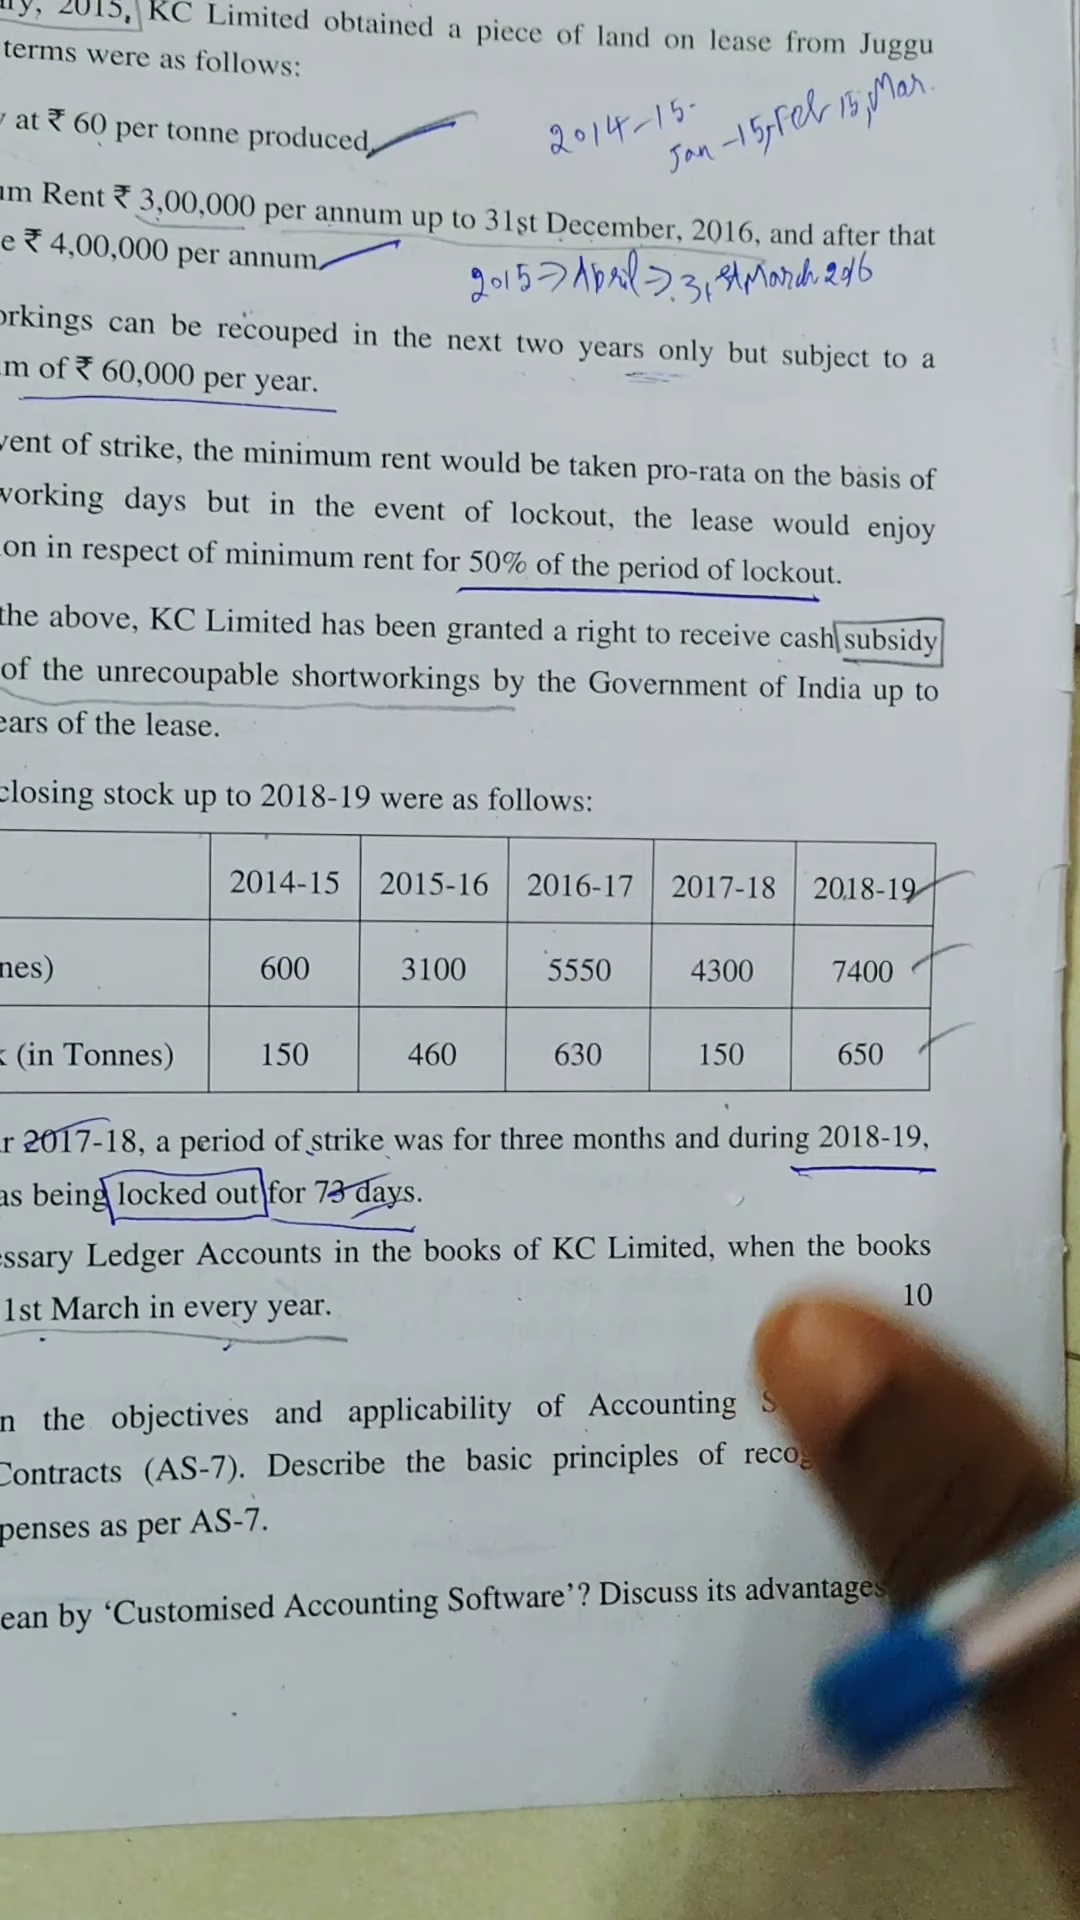 2015, KC Limited obtained a piece of land on lease from Juggu
terms were as follows:
at ₹ 60 per tonne produced,
2014-15-
Jan-15, Feb 15, Mar.
Rent ₹ 3,00,000 per annum up to 31st December, 2016, and after that
₹ 4,00,000 per annum.
2015⇒April⇒31st March 2016
orkings can be recouped in the next two years only but subject to a
m of ₹ 60,000 per year.
vent of strike, the minimum rent would be taken pro-rata on the basis of
working days but in the event of lockout, the lease would enjoy
on in respect of minimum rent for 50% of the period of lockout.
the above, KC Limited has been granted a right to receive cash subsidy
of the unrecoupable shortworkings by the Government of India up to
ears of the lease.
closing stock up to 2018-19 were as follows:
2014-15 2015-16 2016-17 2017-18 2018-19
nes) 600 3100 5550 4300 7400
(in Tonnes) 150 460 630 150 650
r 2017-18, a period of strike was for three months and during 2018-19,
as being locked out for 73 days.
essary Ledger Accounts in the books of KC Limited, when the books
1st March in every year. 10
n the objectives and applicability of Accounting S
Contracts (AS-7). Describe the basic principles of recog
penses as per AS-7.
ean by ‘Customised Accounting Software’? Discuss its advantages